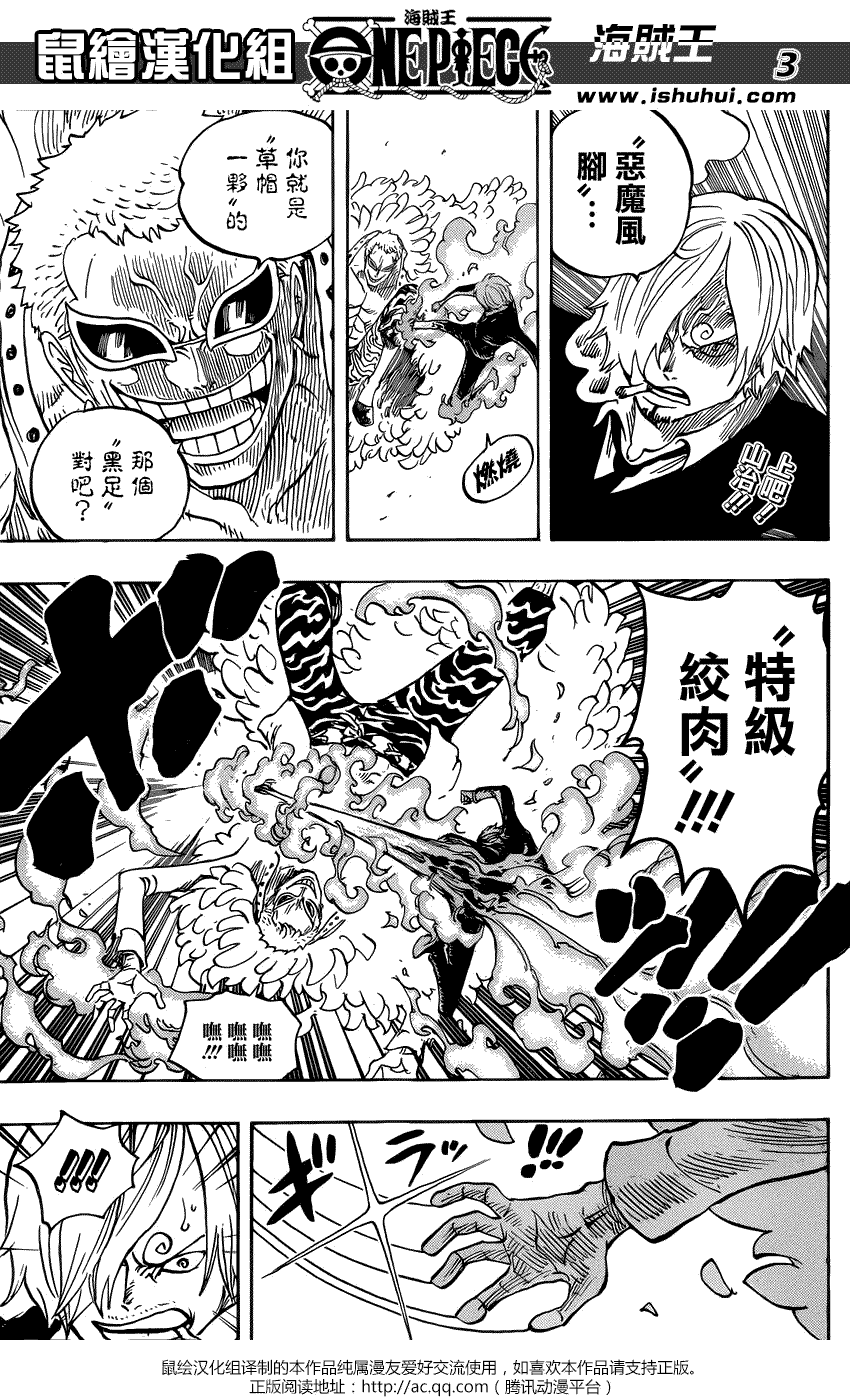 鼠繪漢化組
海賊王
ONE PIECE
海賊王
3
www.ishuhui.com
〝惡魔風
腳〞…
上吧!
山治!!
燃燒
你就是
〝草帽
一夥〞的
那個
〝黑足〞
對吧?
〝特級
絞肉〞!!!
嘸嘸嘸
嘸嘸!!!
!!!
ギラッ!!
鼠绘汉化组译制的本作品纯属漫友爱好交流使用，如喜欢本作品请支持正版。
正版阅读地址：http://ac.qq.com（腾讯动漫平台）